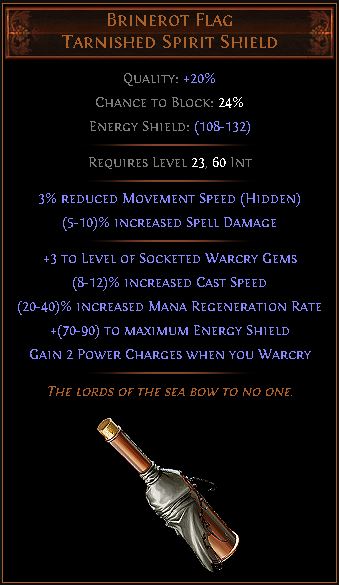 Brinerot Flag
Tarnished Spirit Shield
Quality: +20%
Chance to Block: 24%
Energy Shield: (108-132)
Requires Level 23, 60 Int
3% reduced Movement Speed (Hidden)
(5-10)% increased Spell Damage
+3 to Level of Socketed Warcry Gems
(8-12)% increased Cast Speed
(20-40)% increased Mana Regeneration Rate
+(70-90) to maximum Energy Shield
Gain 2 Power Charges when you Warcry
The lords of the sea bow to no one.